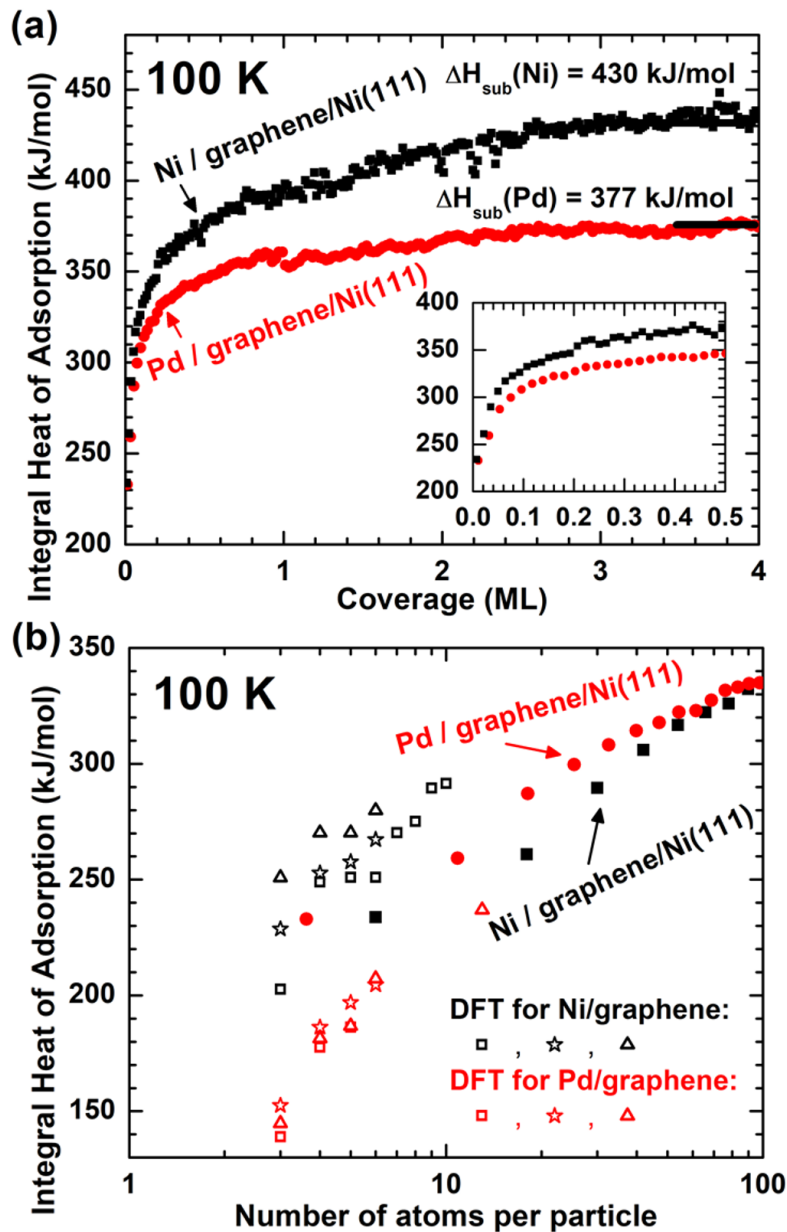 (a)
450
400
350
300
250
200
Integral Heat of Adsorption (kJ/mol)
100 K
ΔHsub(Ni) = 430 kJ/mol
Ni / graphene/Ni(111)
ΔHsub(Pd) = 377 kJ/mol
Pd / graphene/Ni(111)
400
350
300
250
200
0.0 0.1 0.2 0.3 0.4 0.5
0 1 2 3 4
Coverage (ML)
(b)
350
300
250
200
150
Integral Heat of Adsorption (kJ/mol)
100 K
Pd / graphene/Ni(111)
Ni / graphene/Ni(111)
DFT for Ni/graphene:
, ,
DFT for Pd/graphene:
, ,
1 10 100
Number of atoms per particle